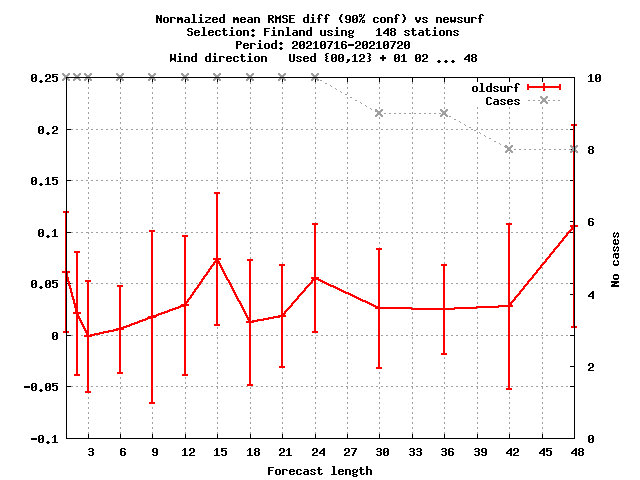 Normalized mean RMSE diff (90% conf) vs newsurf
Selection: Finland using   148 stations
Period: 20210716-20210720
Wind direction   Used {00,12} + 01 02 ... 48
oldsurf
Cases
0.25
0.2
0.15
0.1
0.05
0
-0.05
-0.1
10
8
6
4
2
0
No cases
3 6 9 12 15 18 21 24 27 30 33 36 39 42 45 48
Forecast length